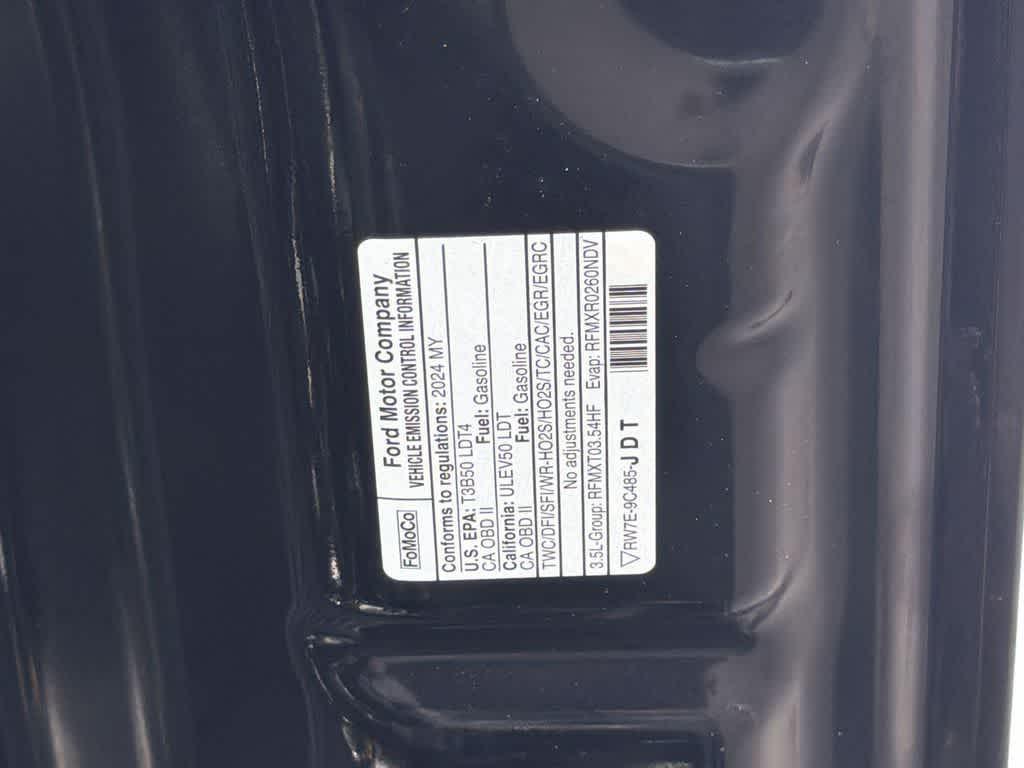 FoMoCo
Ford Motor Company
VEHICLE EMISSION CONTROL INFORMATION
Conforms to regulations: 2024 MY
U.S. EPA: T3B50 LDT4
CA OBD II Fuel: Gasoline
California: ULEV50 LDT
CA OBD II Fuel: Gasoline
TWC/DFI/SFI/WR-HO2S/HO2S/TC/CAC/EGR/EGRC
No adjustments needed.
3.5L-Group: RFMXT03.54HF Evap: RFMXR0260NDV
▽RW7E-9C485-JDT